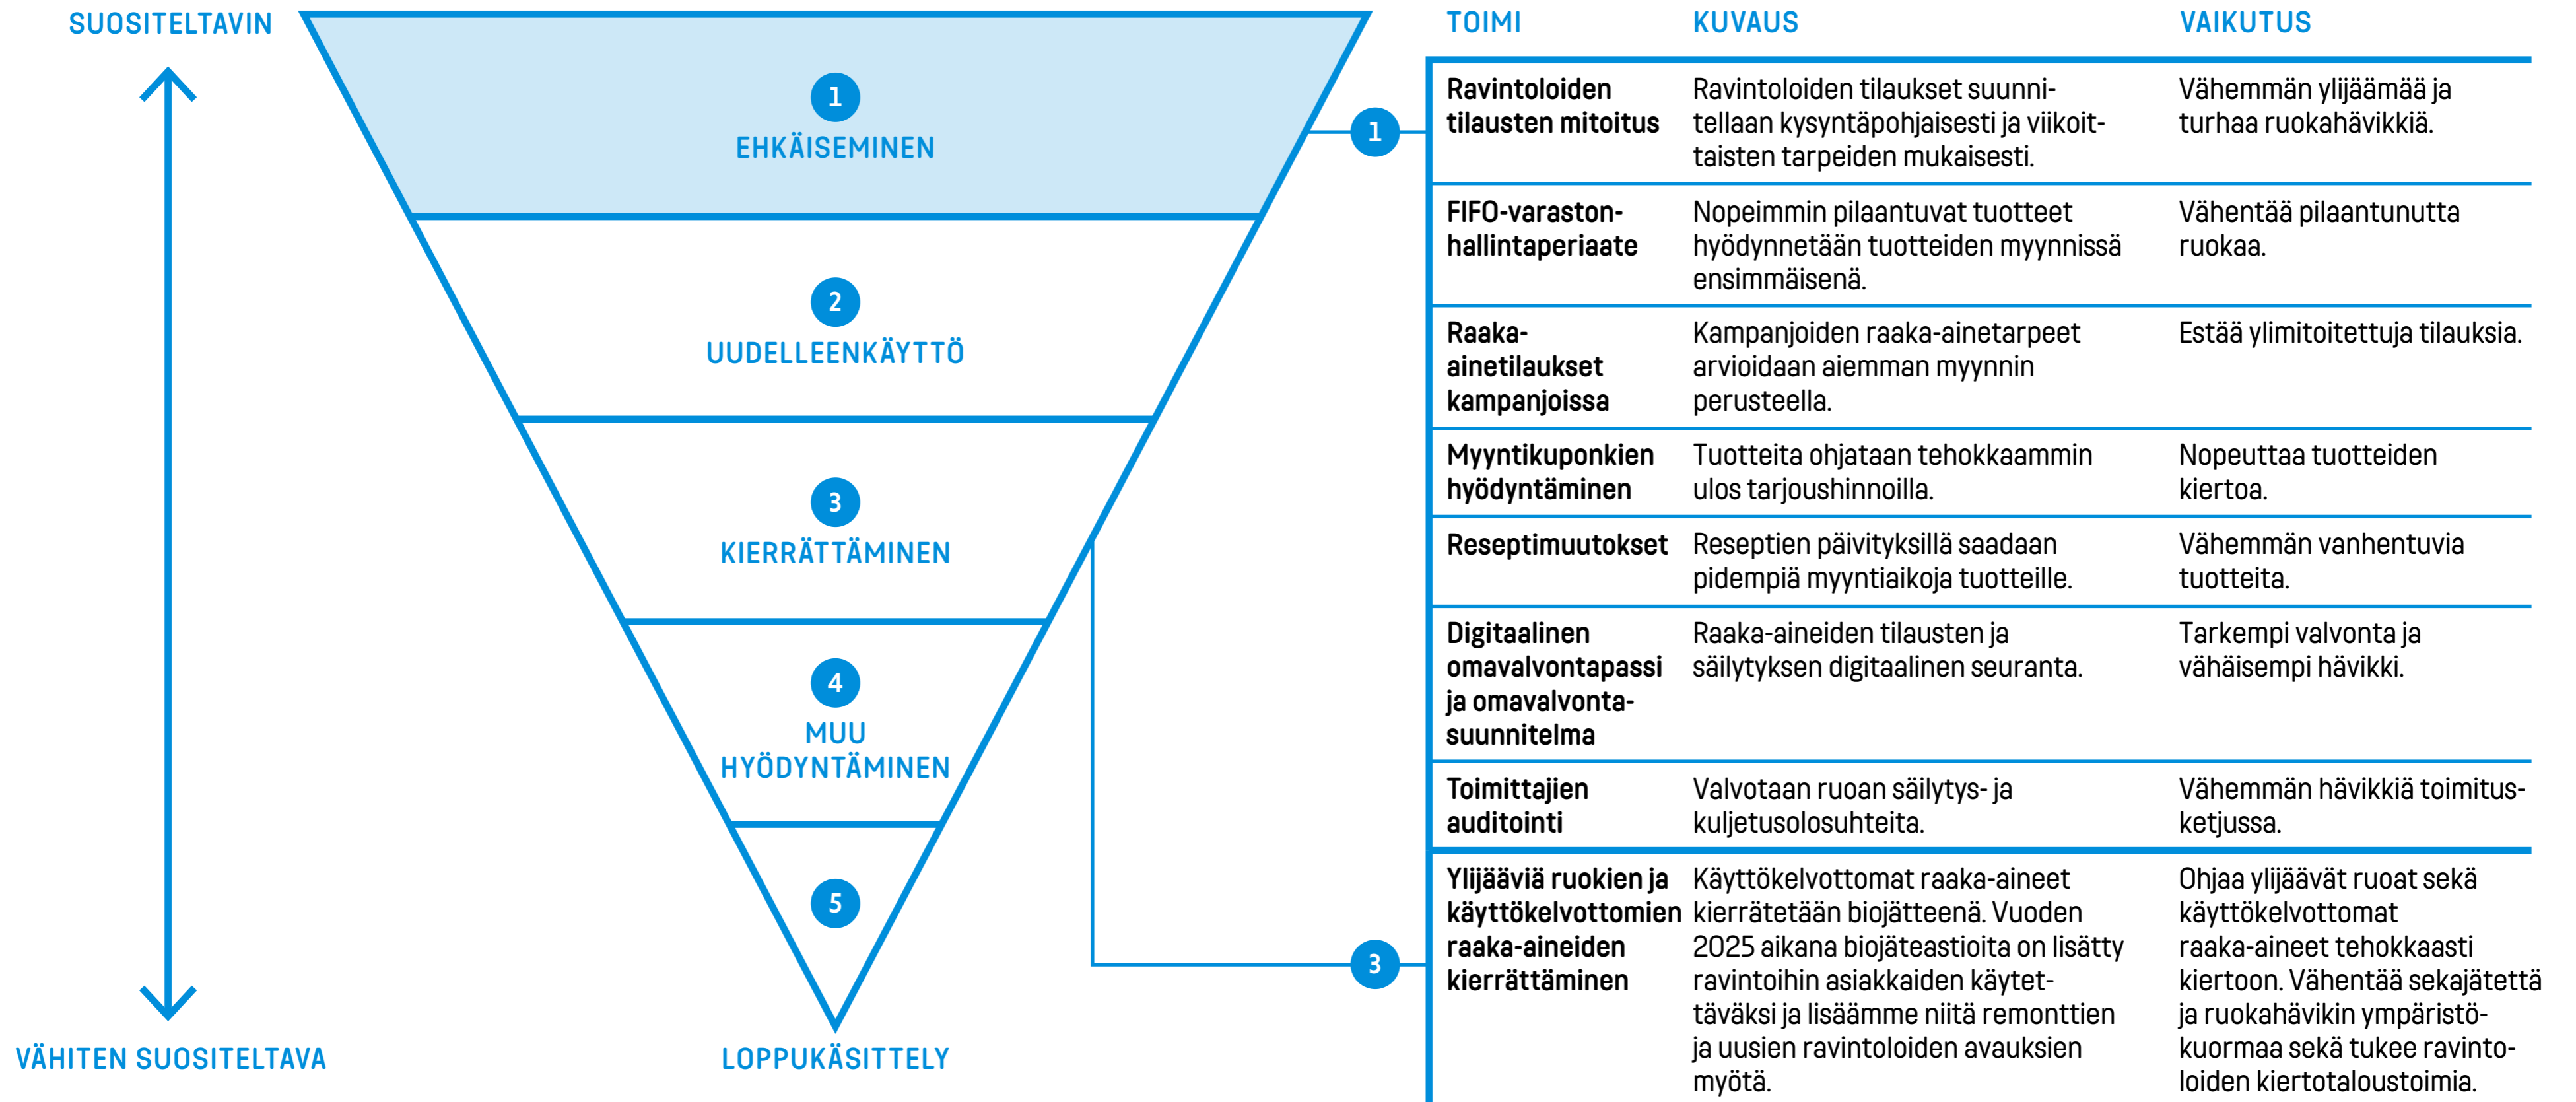 SUOSITELTAVIN
1
EHKÄISEMINEN
2
UUDELLEENKÄYTTÖ
3
KIERRÄTTÄMINEN
4
MUU
HYÖDYNTÄMINEN
5
LOPPUKÄSITTELY
VÄHITEN SUOSITELTAVA
TOIMI KUVAUS VAIKUTUS
1
Ravintoloiden
tilausten mitoitus
Ravintoloiden tilaukset suunni-
tellaan kysyntäpohjaisesti ja viikoit-
taisten tarpeiden mukaisesti.
Vähemmän ylijäämää ja
turhaa ruokahävikkiä.
FIFO-varaston-
hallintaperiaate
Nopeimmin pilaantuvat tuotteet
hyödynnetään tuotteiden myynnissä
ensimmäisenä.
Vähentää pilaantunutta
ruokaa.
Raaka-
ainetilaukset
kampanjoissa
Kampanjoiden raaka-ainetarpeet
arvioidaan aiemman myynnin
perusteella.
Estää ylimitoitettuja tilauksia.
Myyntikuponkien
hyödyntäminen
Tuotteita ohjataan tehokkaammin
ulos tarjoushinnoilla.
Nopeuttaa tuotteiden
kiertoa.
Reseptimuutokset
Reseptien päivityksillä saadaan
pidempiä myyntiaikoja tuotteille.
Vähemmän vanhentuvia
tuotteita.
Digitaalinen
omavalvontapassi
ja omavalvonta-
suunnitelma
Raaka-aineiden tilausten ja
säilytyksen digitaalinen seuranta.
Tarkempi valvonta ja
vähäisempi hävikki.
Toimittajien
auditointi
Valvotaan ruoan säilytys- ja
kuljetusolosuhteita.
Vähemmän hävikkiä toimitus-
ketjussa.
3
Ylijääviä ruokien ja
käyttökelvottomien
raaka-aineiden
kierrättäminen
Käyttökelvottomat raaka-aineet
kierrätetään biojätteenä. Vuoden
2025 aikana biojäteastioita on lisätty
ravintoihin asiakkaiden käytet-
täväksi ja lisäämme niitä remonttien
ja uusien ravintoloiden avauksien
myötä.
Ohjaa ylijäävät ruoat sekä
käyttökelvottomat
raaka-aineet tehokkaasti
kiertoon. Vähentää sekajätettä
ja ruokahävikin ympäristö-
kuormaa sekä tukee ravinto-
loiden kiertotaloustoimia.